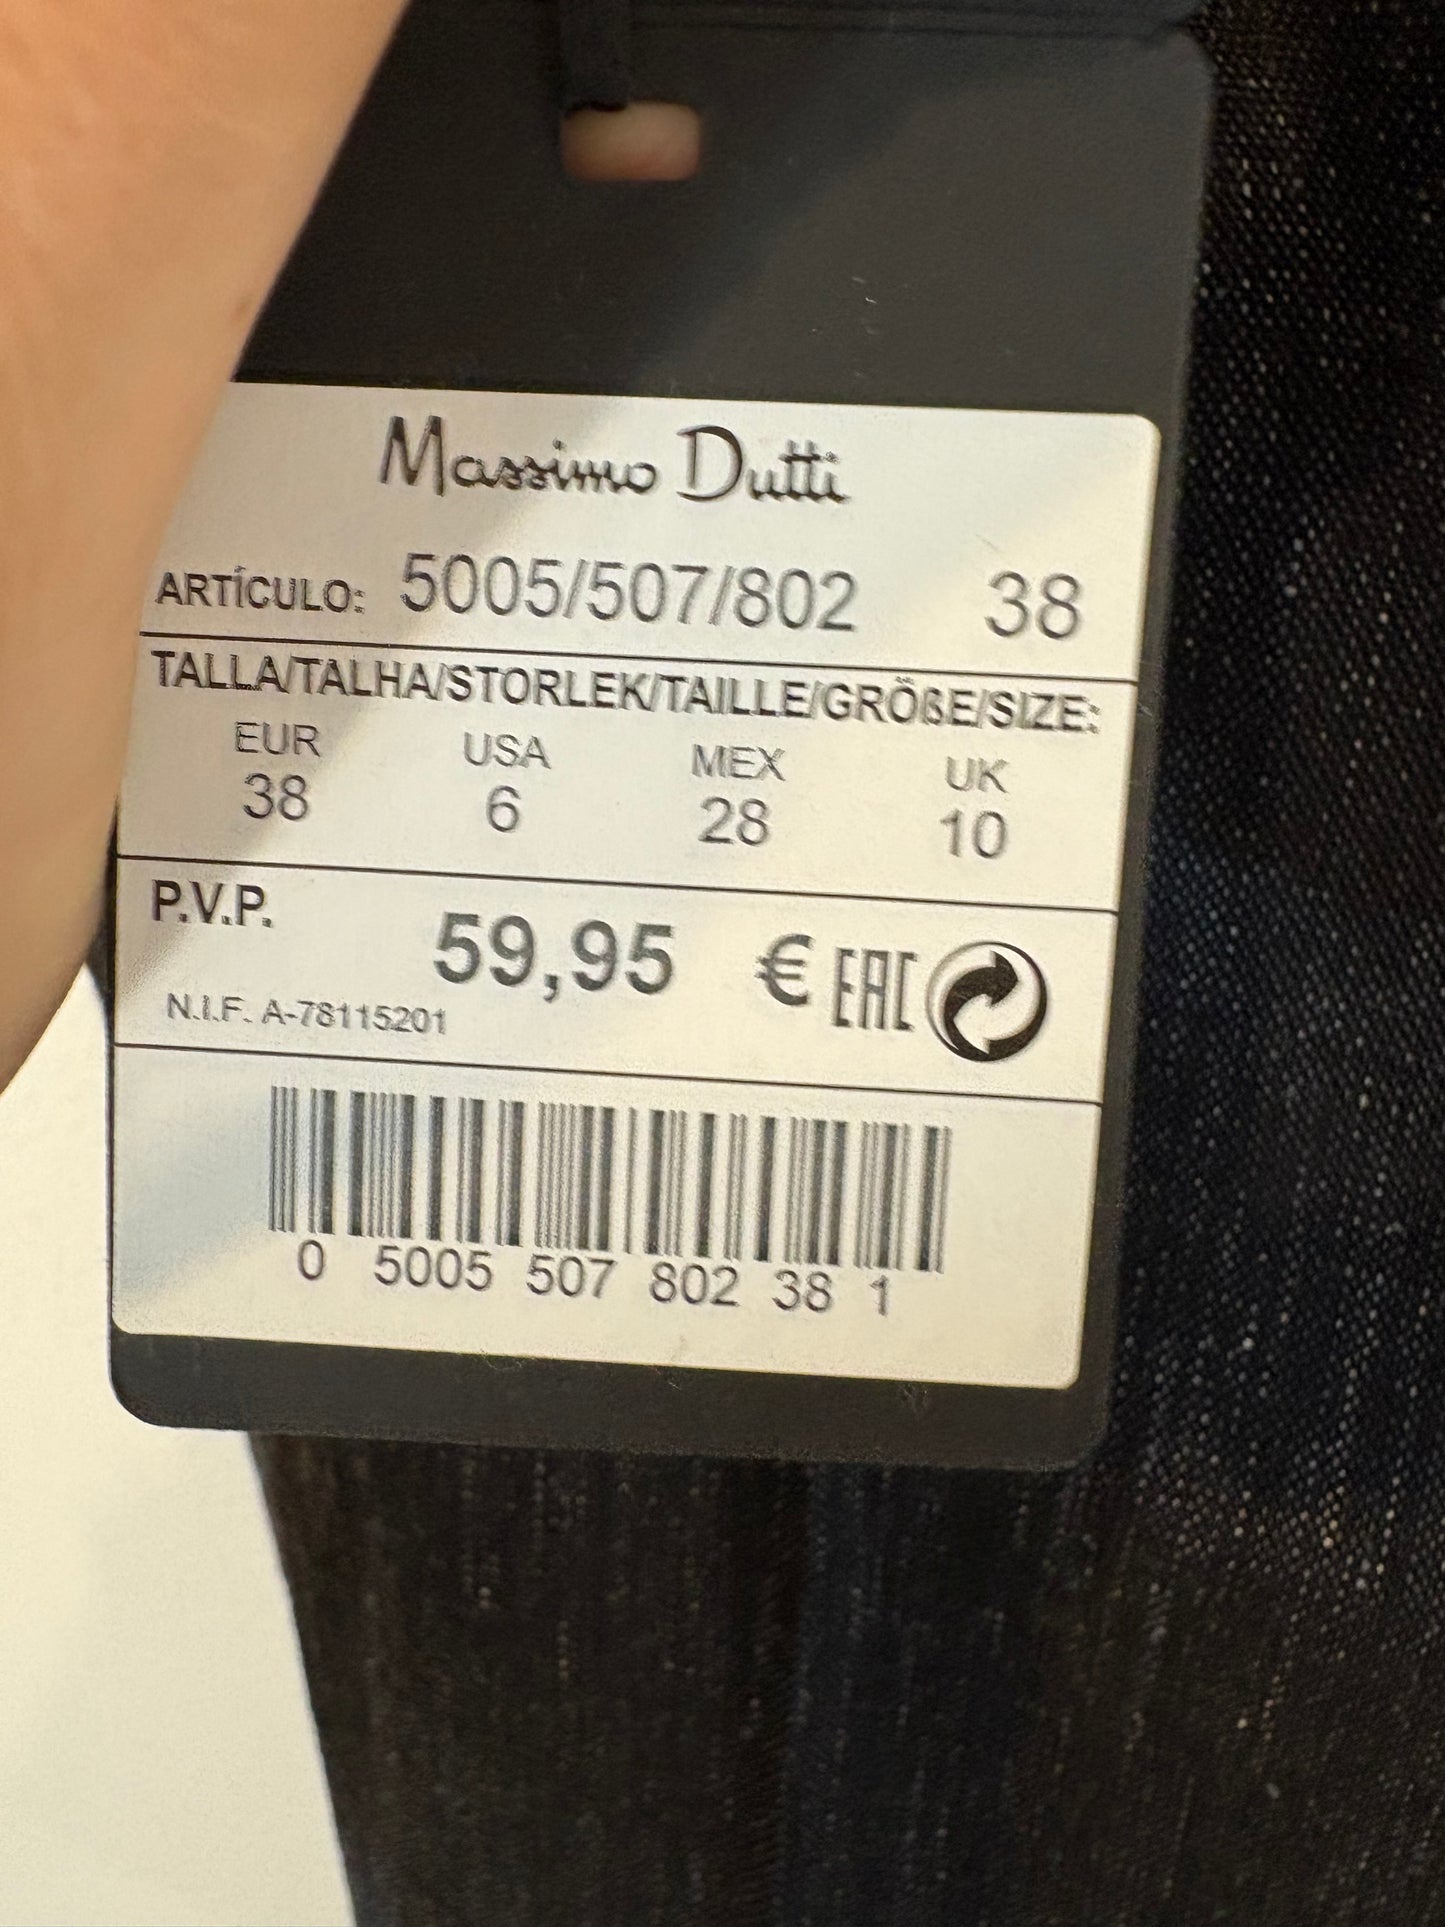 Massimo Dutti
ARTÍCULO: 5005/507/802 38
TALLA/TALHA/STORLEK/TAILLE/GRÖßE/SIZE:
EUR USA MEX UK
38 6 28 10
P.V.P. 59,95 € EAC
N.I.F. A-78115201
0 5005 507 802 38 1